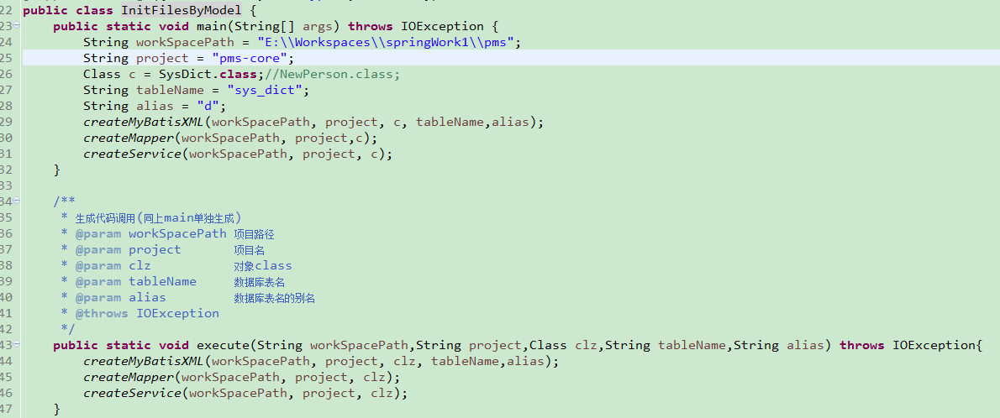 22 public class InitFilesByModel {
23 public static void main(String[] args) throws IOException {
24 String workSpacePath = "E:\\Workspaces\\springWork1\\pms";
25 String project = "pms-core";
26 Class c = SysDict.class;//NewPerson.class;
27 String tableName = "sys_dict";
28 String alias = "d";
29 createMyBatisXML(workSpacePath, project, c, tableName,alias);
30 createMapper(workSpacePath, project,c);
31 createService(workSpacePath, project, c);
32 }
33
34 /**
35 * 生成代码调用(同上main单独生成)
36 * @param workSpacePath 项目路径
37 * @param project 项目名
38 * @param clz 对象class
39 * @param tableName 数据库表名
40 * @param alias 数据库表名的别名
41 * @throws IOException
42 */
43 public static void execute(String workSpacePath,String project,Class clz,String tableName,String alias) throws IOException{
44 createMyBatisXML(workSpacePath, project, clz, tableName,alias);
45 createMapper(workSpacePath, project, clz);
46 createService(workSpacePath, project, clz);
47 }